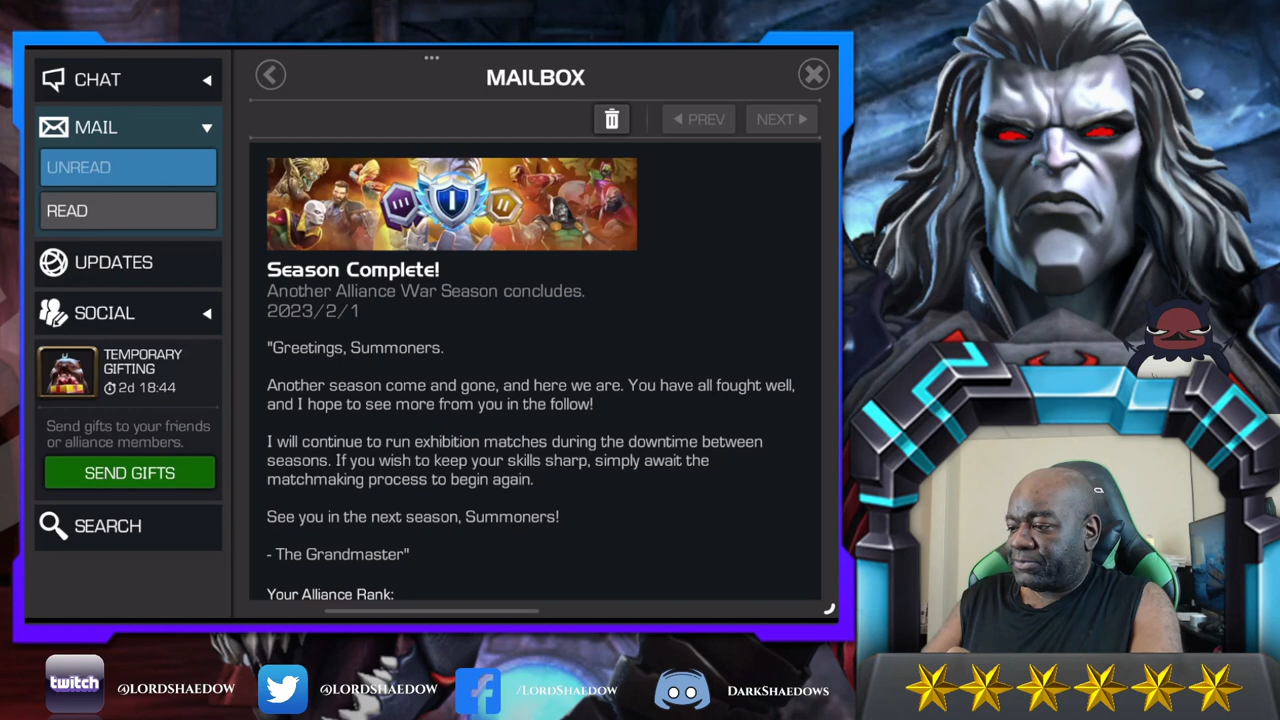 CHAT
MAIL
UNREAD
READ
UPDATES
SOCIAL
TEMPORARY
GIFTING
2d 18:44
Send gifts to your friends
or alliance members.
SEND GIFTS
SEARCH
MAILBOX
PREV
NEXT
III
I
II
Season Complete!
Another Alliance War Season concludes.
2023/2/1
"Greetings, Summoners.
Another season come and gone, and here we are. You have all fought well,
and I hope to see more from you in the follow!
I will continue to run exhibition matches during the downtime between
seasons. If you wish to keep your skills sharp, simply await the
matchmaking process to begin again.
See you in the next season, Summoners!
- The Grandmaster"
Your Alliance Rank:
twitch
@LORDSHAEDOW
@LORDSHAEDOW
/LORDSHAEDOW
DARKSHAEDOWS